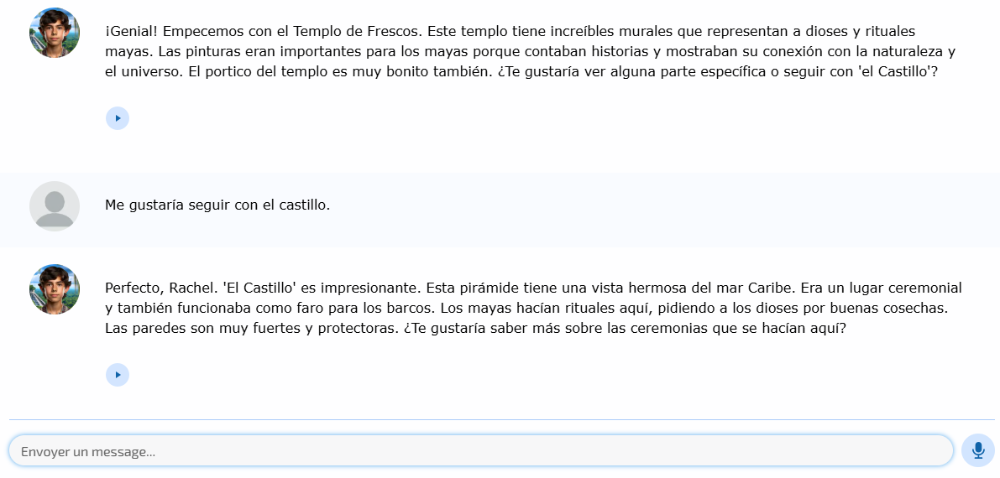 ¡Genial! Empecemos con el Templo de Frescos. Este templo tiene increíbles murales que representan a dioses y rituales
mayas. Las pinturas eran importantes para los mayas porque contaban historias y mostraban su conexión con la naturaleza y
el universo. El portico del templo es muy bonito también. ¿Te gustaría ver alguna parte específica o seguir con 'el Castillo'?
Me gustaría seguir con el castillo.
Perfecto, Rachel. 'El Castillo' es impresionante. Esta pirámide tiene una vista hermosa del mar Caribe. Era un lugar ceremonial
y también funcionaba como faro para los barcos. Los mayas hacían rituales aquí, pidiendo a los dioses por buenas cosechas.
Las paredes son muy fuertes y protectoras. ¿Te gustaría saber más sobre las ceremonias que se hacían aquí?
Envoyer un message...